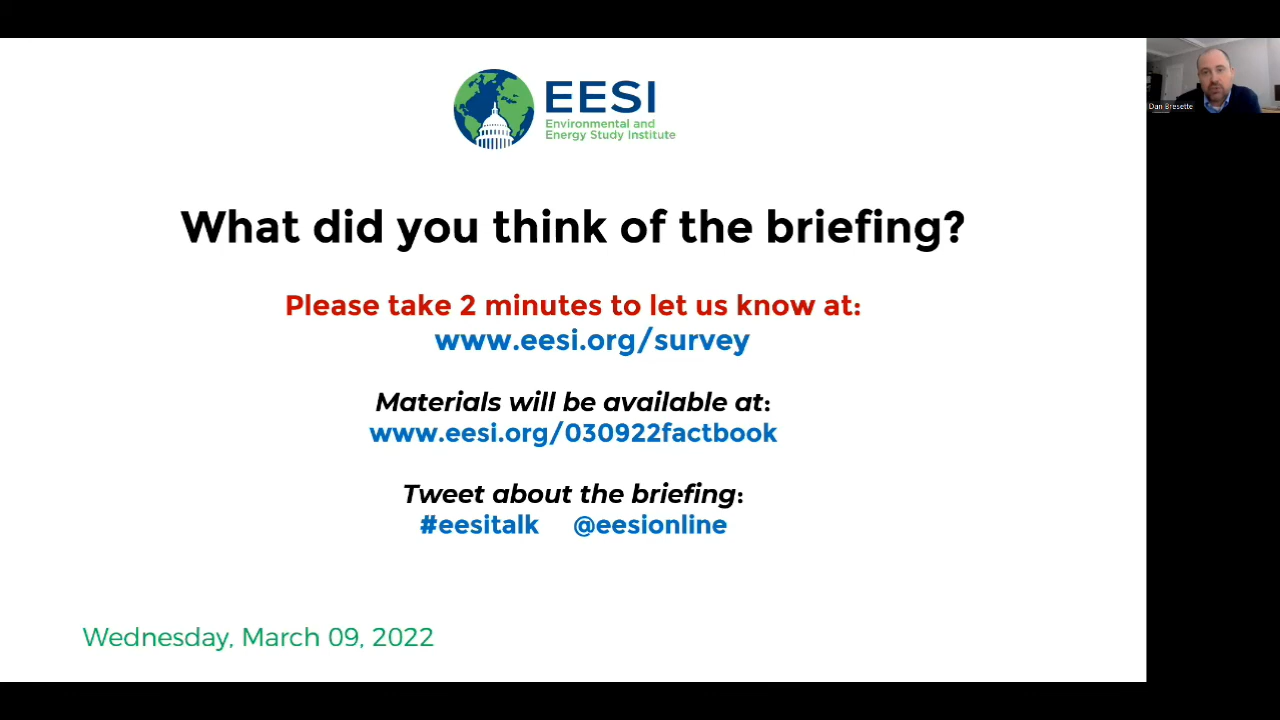 EESI
Environmental and
Energy Study Institute
What did you think of the briefing?
Please take 2 minutes to let us know at:
www.eesi.org/survey
Materials will be available at:
www.eesi.org/030922factbook
Tweet about the briefing:
#eesitalk @eesionline
Wednesday, March 09, 2022
Dan Bresette